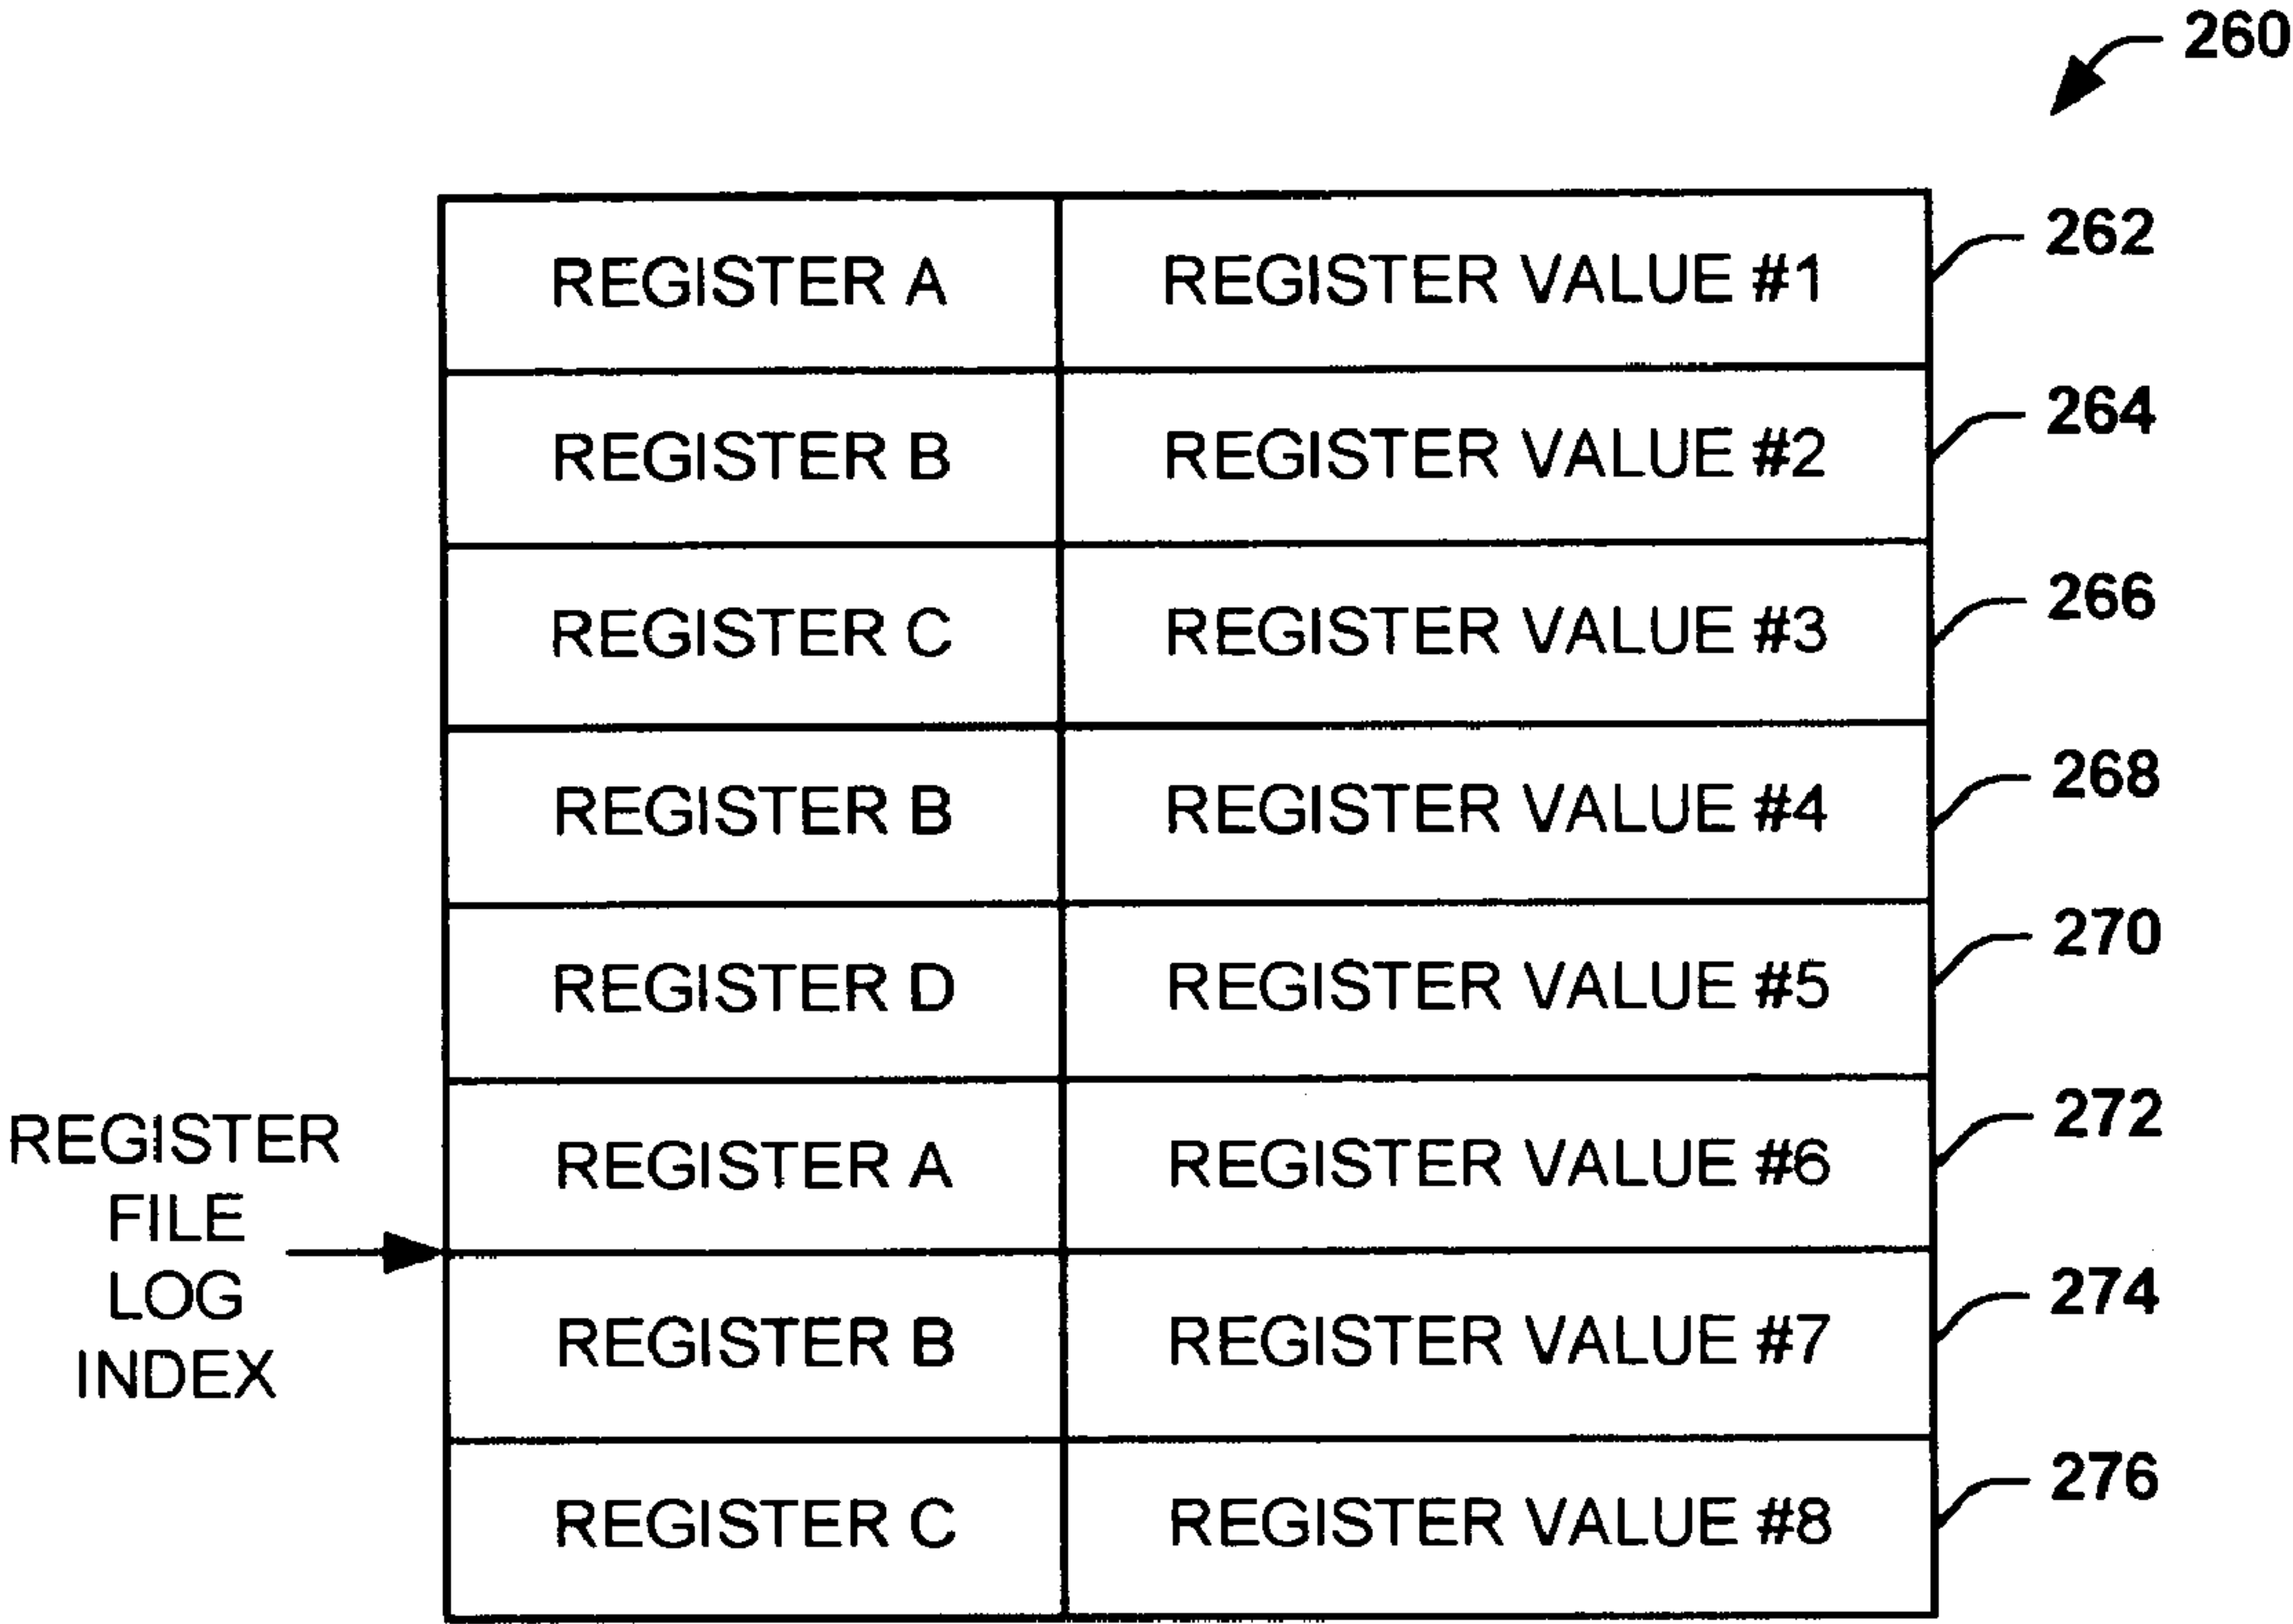 260
REGISTER A REGISTER VALUE #1 262
REGISTER B REGISTER VALUE #2 264
REGISTER C REGISTER VALUE #3 266
REGISTER B REGISTER VALUE #4 268
REGISTER D REGISTER VALUE #5 270
REGISTER A REGISTER VALUE #6 272
REGISTER B REGISTER VALUE #7 274
REGISTER C REGISTER VALUE #8 276
REGISTER
FILE
LOG
INDEX